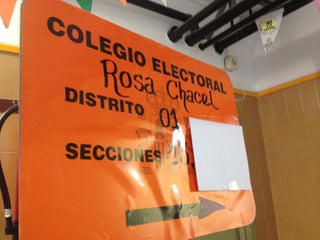 COLEGIO ELECTORAL
Rosa Chacel
DISTRITO 01
SECCIONES